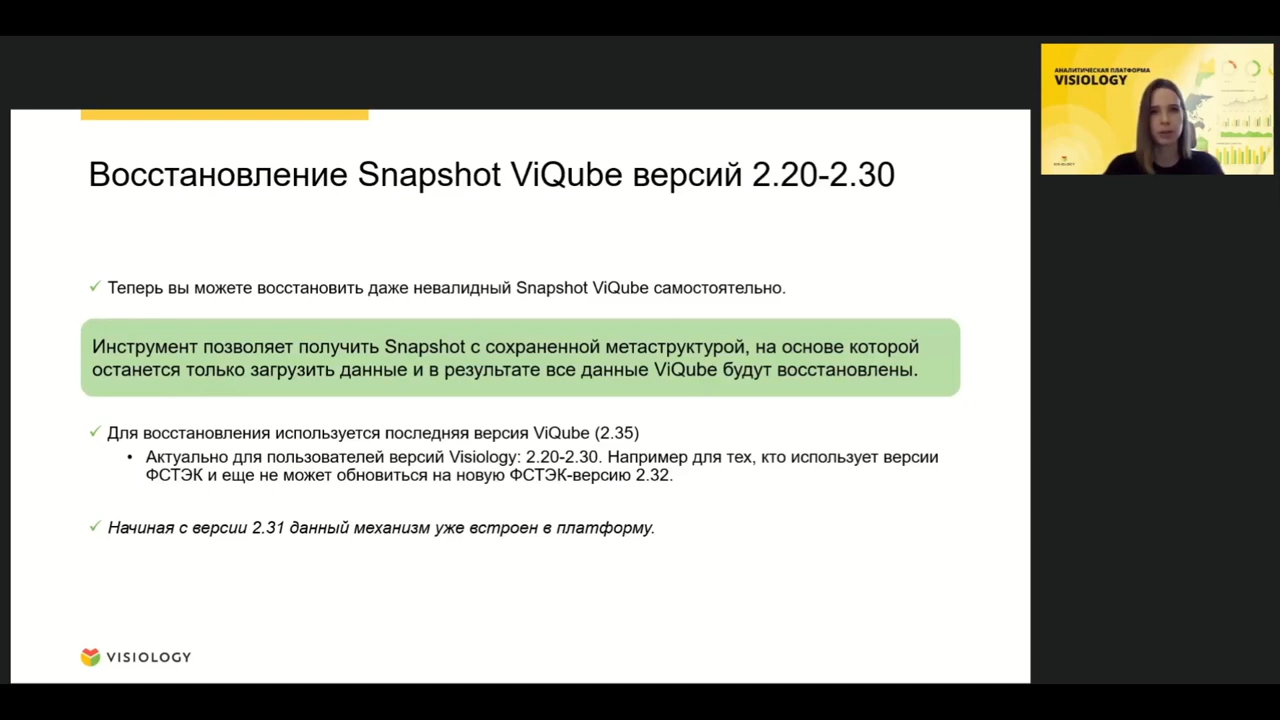 АНАЛИТИЧЕСКАЯ ПЛАТФОРМА
VISIOLOGY
Восстановление Snapshot ViQube версий 2.20-2.30
Теперь вы можете восстановить даже невалидный Snapshot ViQube самостоятельно.
Инструмент позволяет получить Snapshot с сохраненной метаструктурой, на основе которой
останется только загрузить данные и в результате все данные ViQube будут восстановлены.
Для восстановления используется последняя версия ViQube (2.35)
Актуально для пользователей версий Visiology: 2.20-2.30. Например для тех, кто использует версии
ФСТЭК и еще не может обновиться на новую ФСТЭК-версию 2.32.
Начиная с версии 2.31 данный механизм уже встроен в платформу.
VISIOLOGY